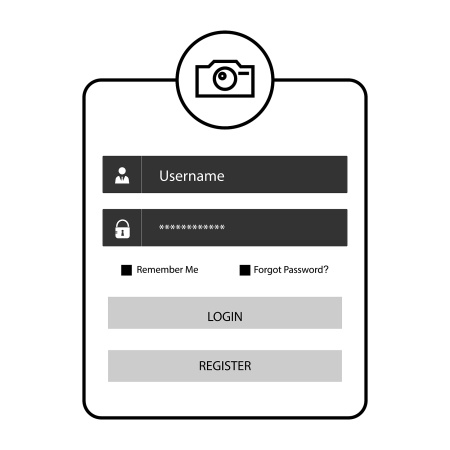 Username
************
Remember Me
Forgot Password?
LOGIN
REGISTER